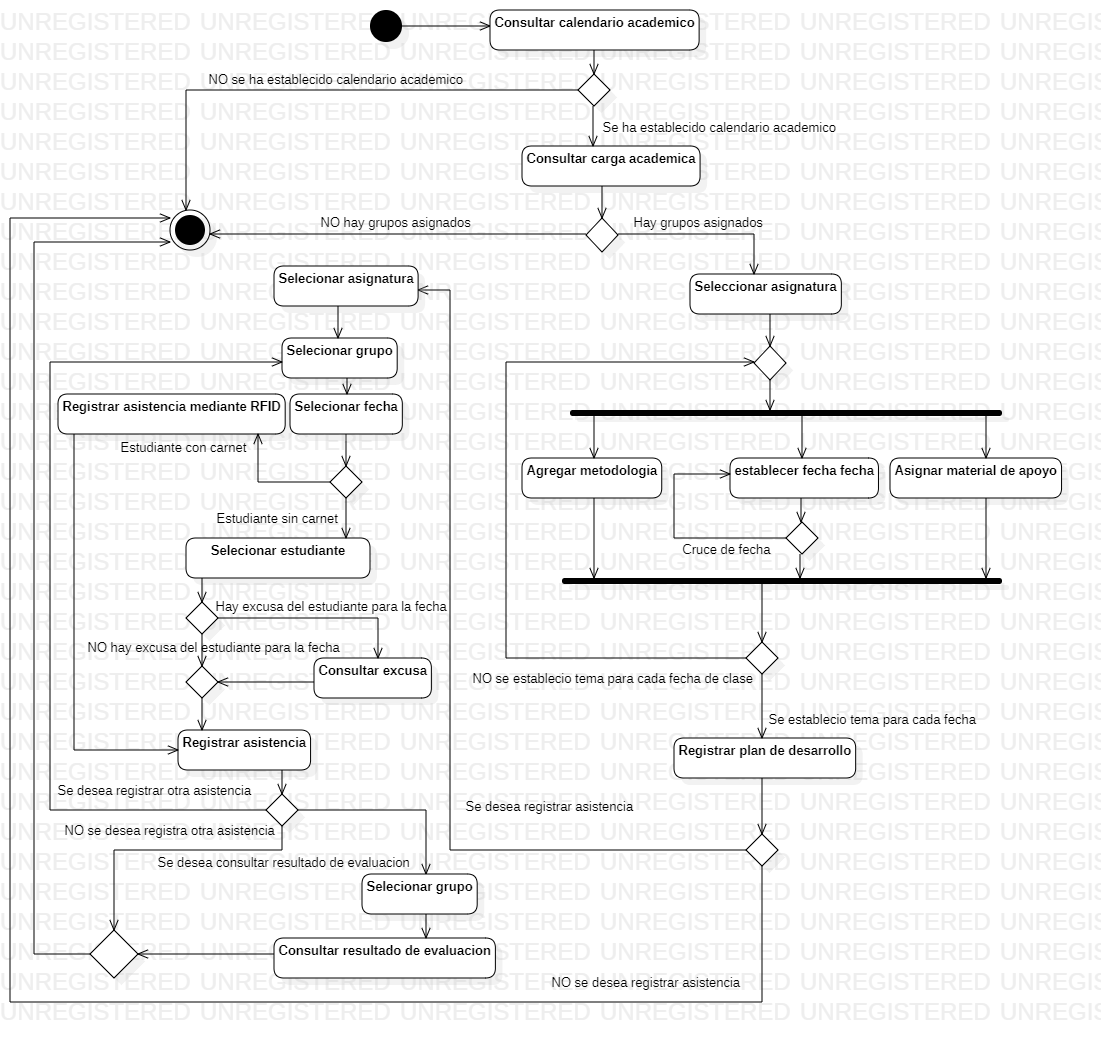 Consultar calendario academico
NO se ha establecido calendario academico
Se ha establecido calendario academico
Consultar carga academica
NO hay grupos asignados
Hay grupos asignados
Selecionar asignatura
Seleccionar asignatura
Selecionar grupo
Registrar asistencia mediante RFID
Selecionar fecha
Estudiante con carnet
Agregar metodologia
establecer fecha fecha
Asignar material de apoyo
Estudiante sin carnet
Selecionar estudiante
Cruce de fecha
Hay excusa del estudiante para la fecha
NO hay excusa del estudiante para la fecha
Consultar excusa
NO se establecio tema para cada fecha de clase
Se establecio tema para cada fecha
Registrar asistencia
Registrar plan de desarrollo
Se desea registrar otra asistencia
Se desea registrar asistencia
NO se desea registra otra asistencia
Se desea consultar resultado de evaluacion
Selecionar grupo
Consultar resultado de evaluacion
NO se desea registrar asistencia